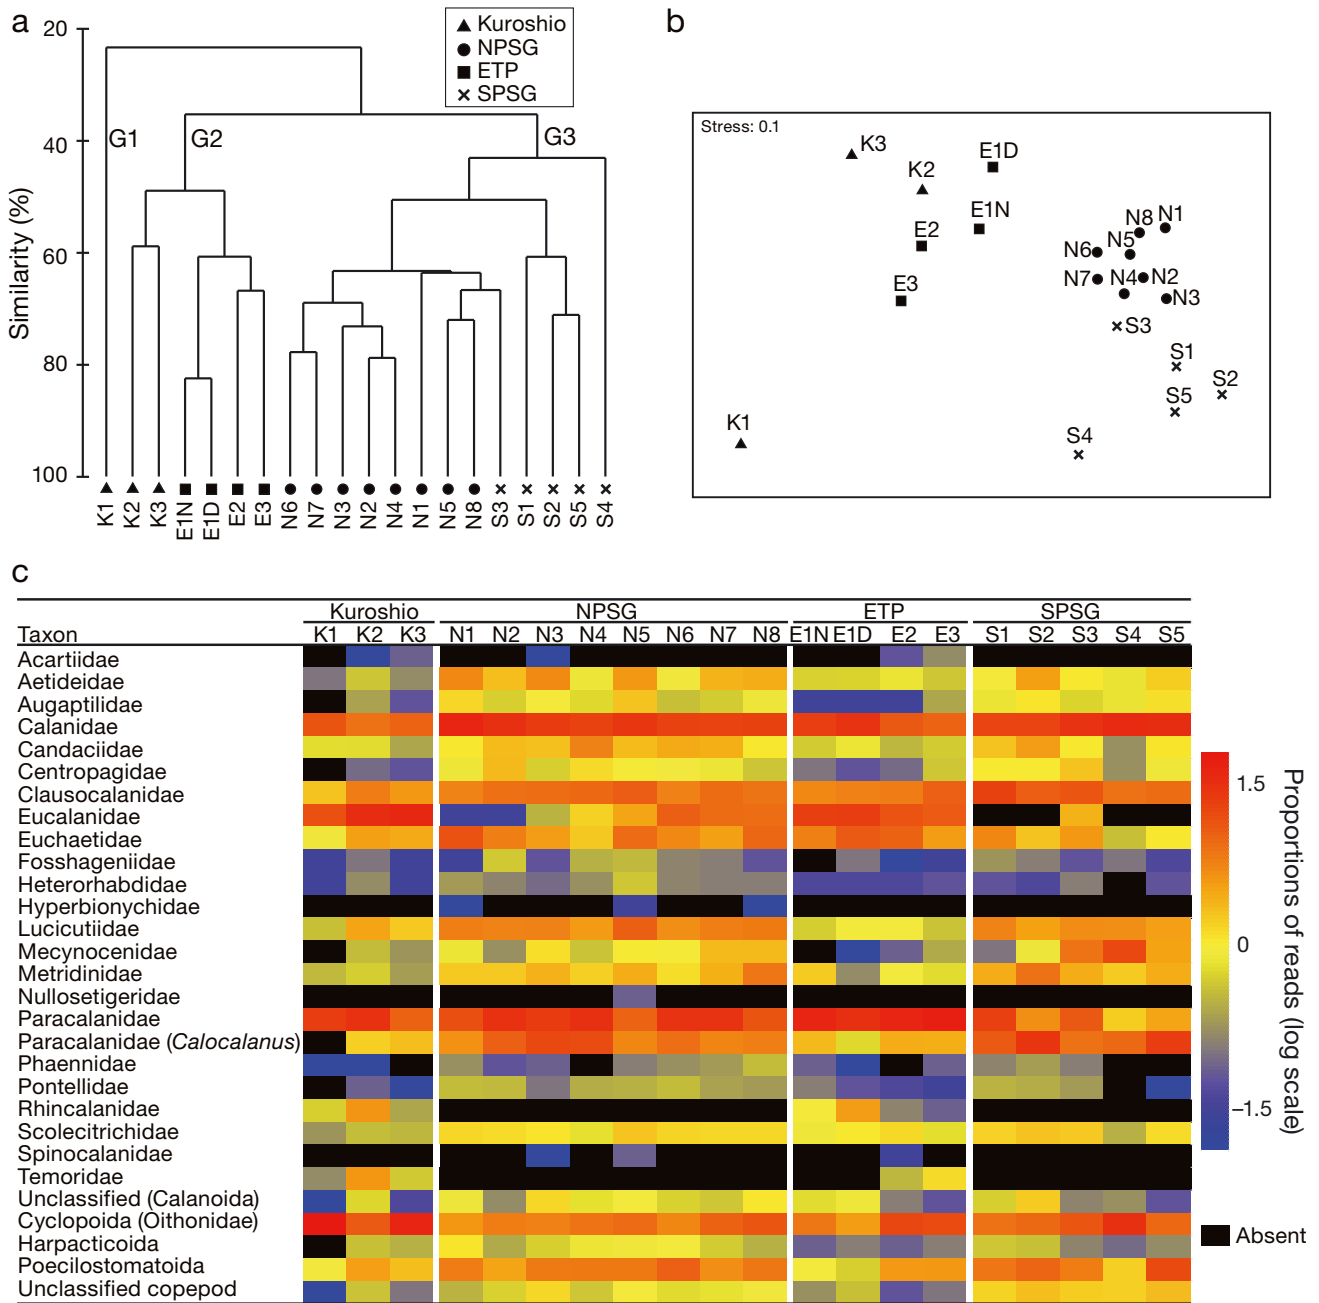 a
20
40
60
80
100
Similarity (%)
Kuroshio
NPSG
ETP
SPSG
G1
G2
G3
K1 K2 K3 E1N E1D E2 E3 N6 N7 N3 N2 N4 N1 N5 N8 S3 S1 S2 S5 S4
b
Stress: 0.1
K3
E1D
K2
E1N
N8 N1
E2
N5
N6
N7 N4 N2
E3
N3
S3
S1
S2
S5
K1
S4
c
Kuroshio NPSG ETP SPSG
Taxon K1 K2 K3 N1 N2 N3 N4 N5 N6 N7 N8 E1N E1D E2 E3 S1 S2 S3 S4 S5
Acartiidae
Aetideidae
Augaptilidae
Calanidae
Candaciidae
Centropagidae
Clausocalanidae
Eucalanidae
Euchaetidae
Fosshageniidae
Heterorhabdidae
Hyperbionychidae
Lucicutiidae
Mecynocenidae
Metridinidae
Nullosetigeridae
Paracalanidae
Paracalanidae (Calocalanus)
Phaennidae
Pontellidae
Rhincalanidae
Scolecitrichidae
Spinocalanidae
Temoridae
Unclassified (Calanoida)
Cyclopoida (Oithonidae)
Harpacticoida
Poecilostomatoida
Unclassified copepod
1.5
0
−1.5
Proportions of reads (log scale)
Absent